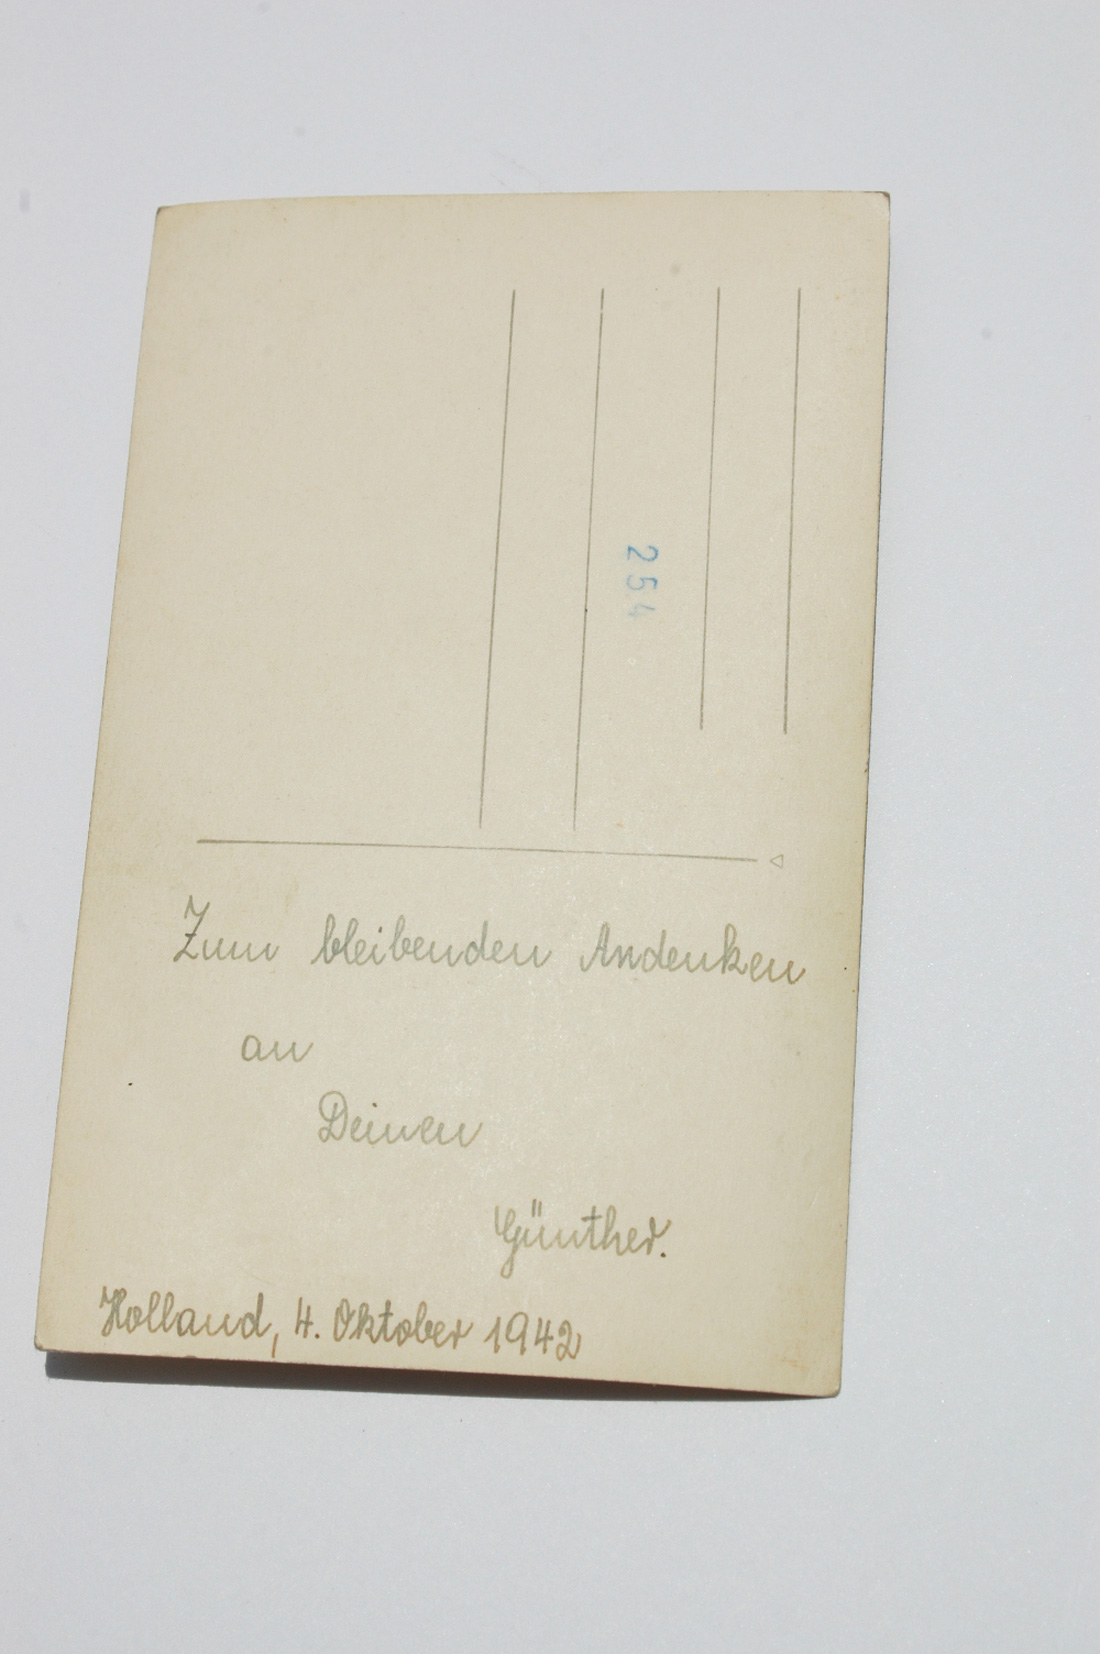 254
Zum bleibenden Andenken
an
Deinen
Günther.
Holland, 4. Oktober 1942